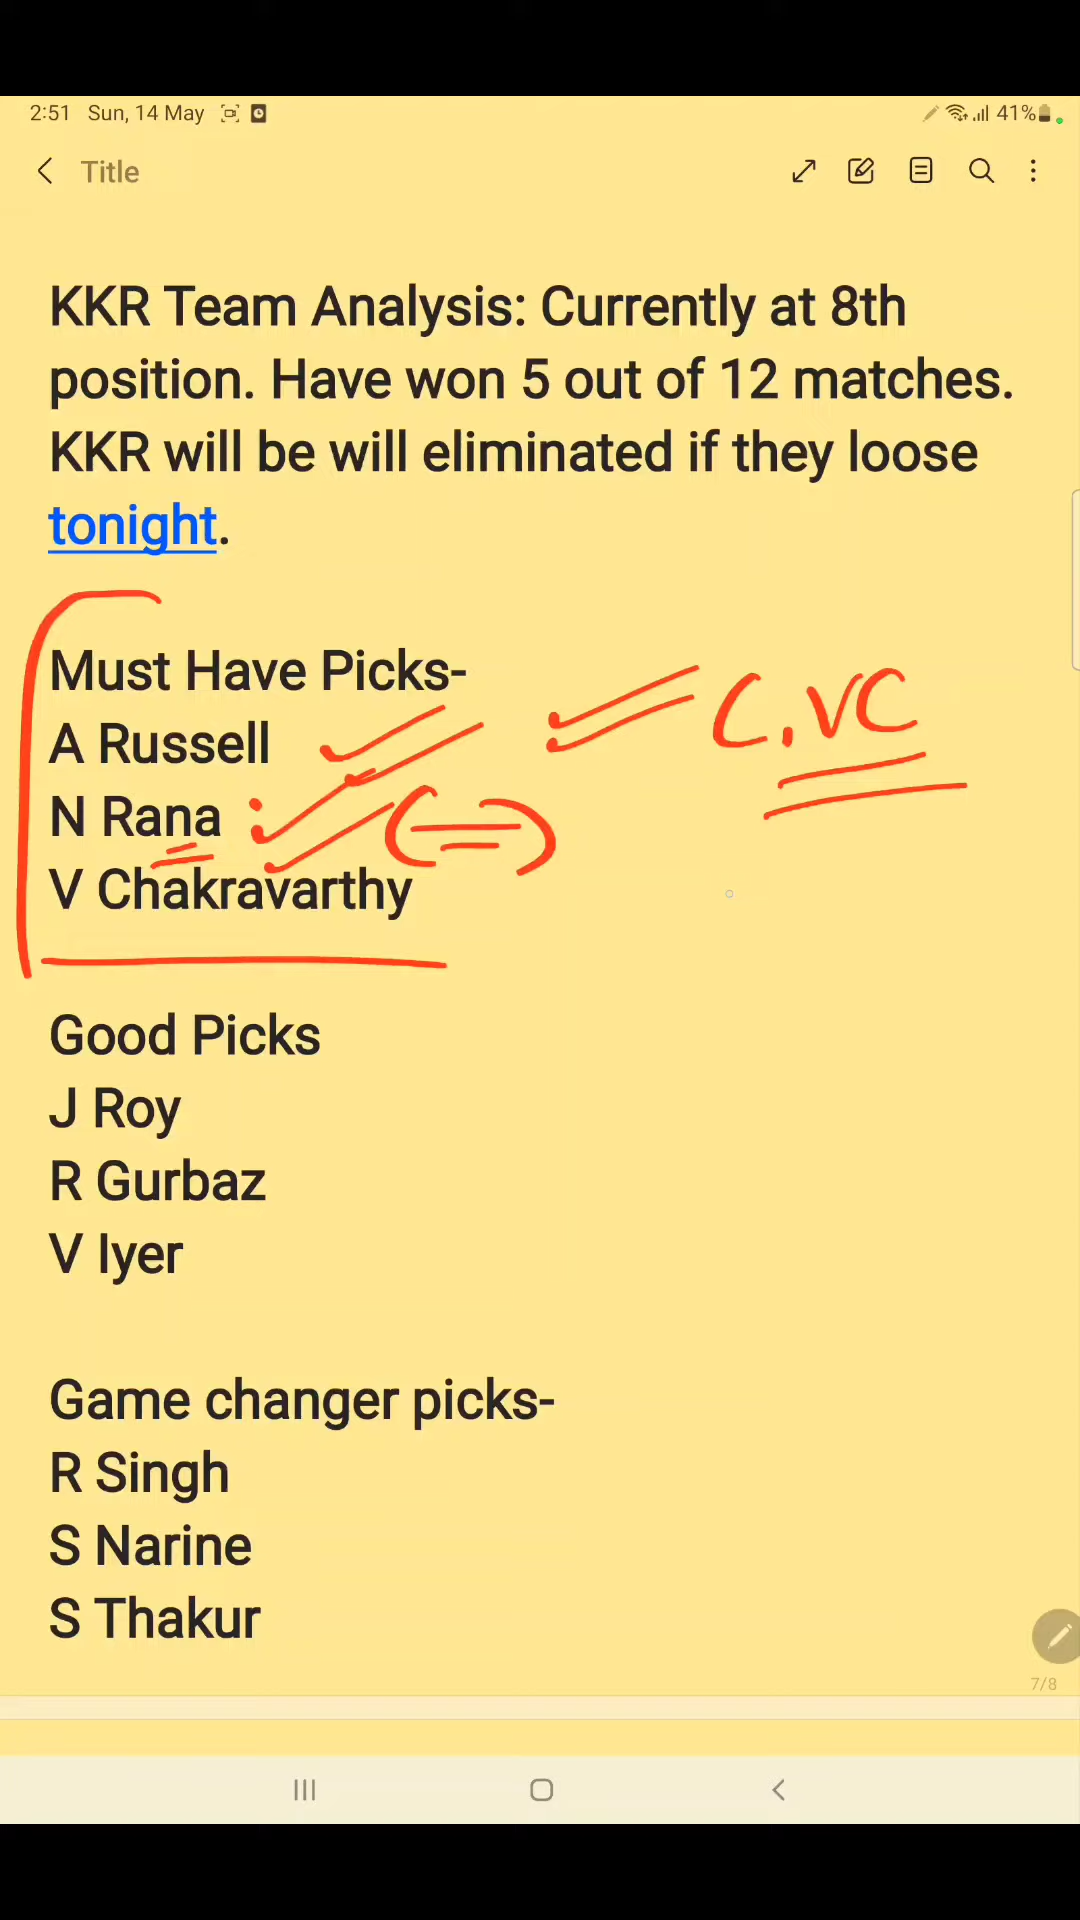 2:51 Sun, 14 May
41%
Title
KKR Team Analysis: Currently at 8th
position. Have won 5 out of 12 matches.
KKR will be will eliminated if they loose
tonight.
Must Have Picks-
A Russell
C, VC
N Rana
V Chakravarthy
Good Picks
J Roy
R Gurbaz
V Iyer
Game changer picks-
R Singh
S Narine
S Thakur
7/8